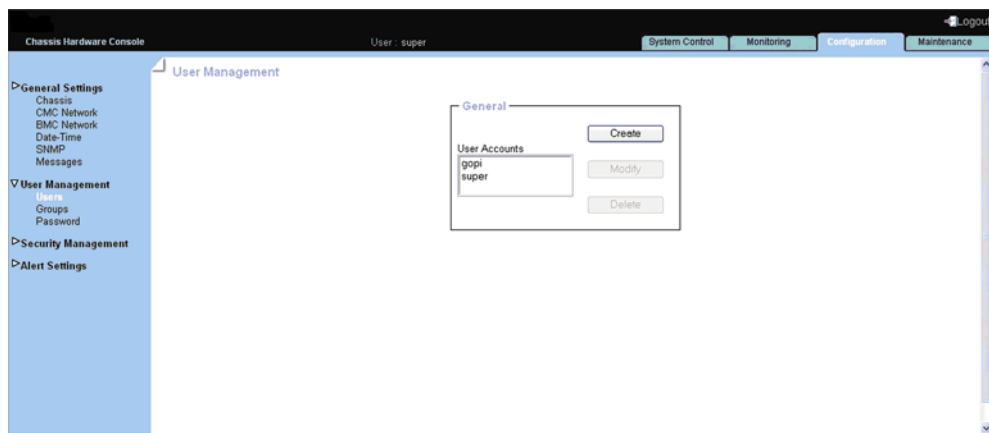 Logout
Chassis Hardware Console
User : super
System Control
Monitoring
Configuration
Maintenance
General Settings
Chassis
CMC Network
BMC Network
Date-Time
SNMP
Messages
User Management
Users
Groups
Password
Security Management
Alert Settings
User Management
General
User Accounts
gopi
super
Create
Modify
Delete